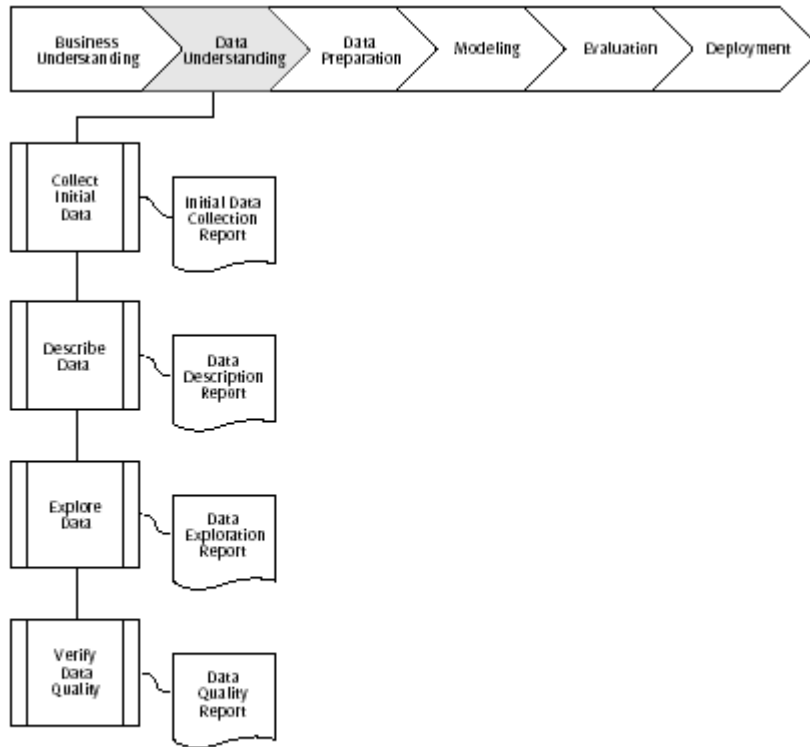 Business
Understanding
Data
Understanding
Data
Preparation
Modeling
Evaluation
Deployment
Collect
Initial
Data
Initial Data
Collection
Report
Describe
Data
Data
Description
Report
Explore
Data
Data
Exploration
Report
Verify
Data
Quality
Data
Quality
Report